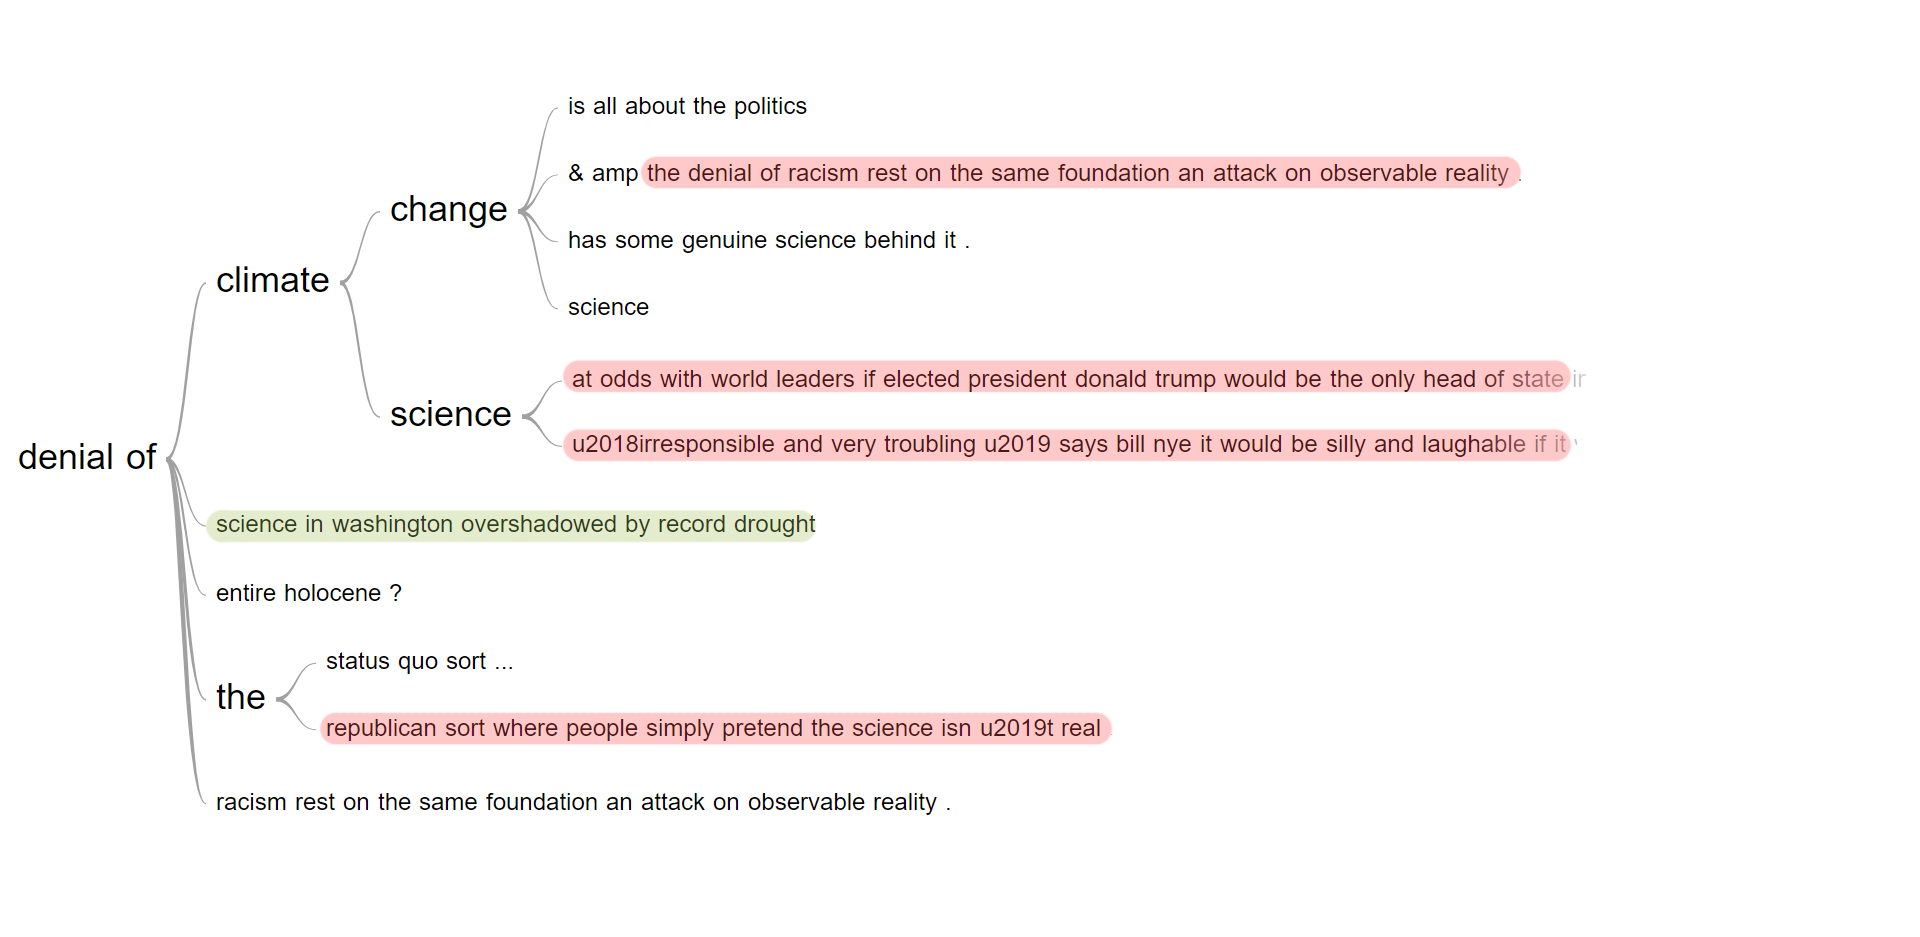 is all about the politics
& amp the denial of racism rest on the same foundation an attack on observable reality .
change
has some genuine science behind it .
climate
science
at odds with world leaders if elected president donald trump would be the only head of state
science
u2018irresponsible and very troubling u2019 says bill nye it would be silly and laughable if it
denial of
science in washington overshadowed by record drought
entire holocene ?
status quo sort ...
the
republican sort where people simply pretend the science isn u2019t real
racism rest on the same foundation an attack on observable reality .